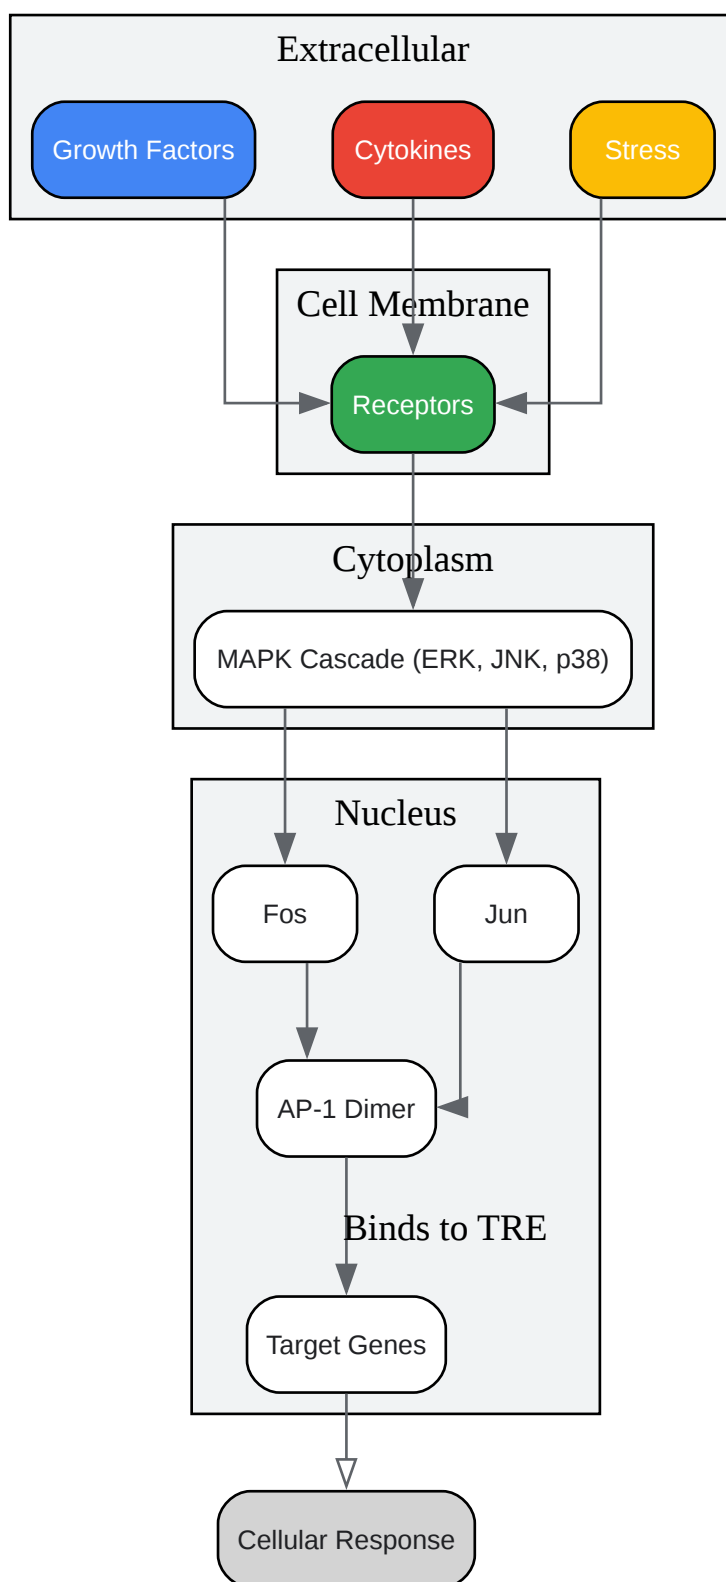 Extracellular
Growth Factors
Cytokines
Stress
Cell Membrane
Receptors
Cytoplasm
MAPK Cascade (ERK, JNK, p38)
Nucleus
Fos
Jun
AP-1 Dimer
Binds to TRE
Target Genes
Cellular Response